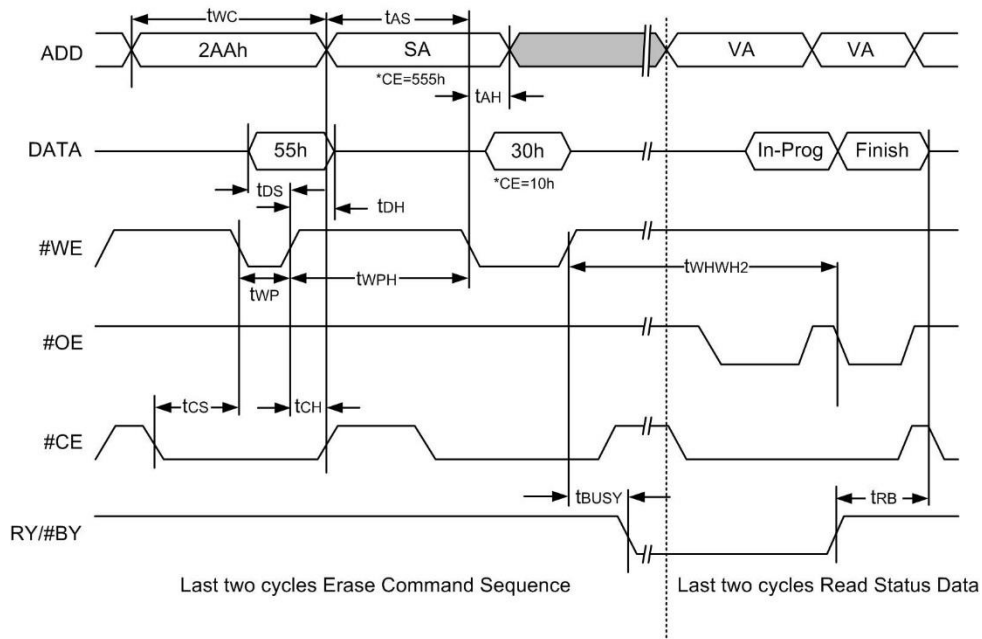 tWC tAS
ADD 2AAh SA VA VA
*CE=555h
tAH
DATA 55h 30h In-Prog Finish
*CE=10h
tDS
tDH
#WE
tWP tWPH tWHWH2
#OE
tCS tCH
#CE
tBUSY tRB
RY/#BY
Last two cycles Erase Command Sequence Last two cycles Read Status Data